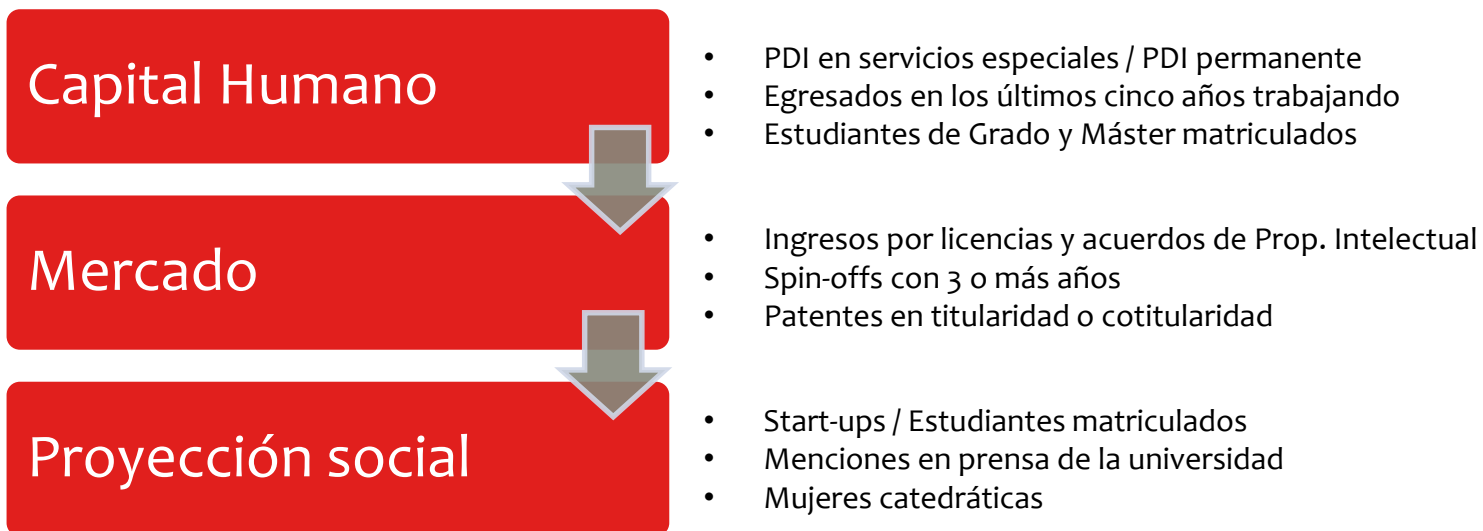 Capital Humano
• PDI en servicios especiales / PDI permanente
• Egresados en los últimos cinco años trabajando
• Estudiantes de Grado y Máster matriculados
Mercado
• Ingresos por licencias y acuerdos de Prop. Intelectual
• Spin-offs con 3 o más años
• Patentes en titularidad o cotitularidad
Proyección social
• Start-ups / Estudiantes matriculados
• Menciones en prensa de la universidad
• Mujeres catedráticas